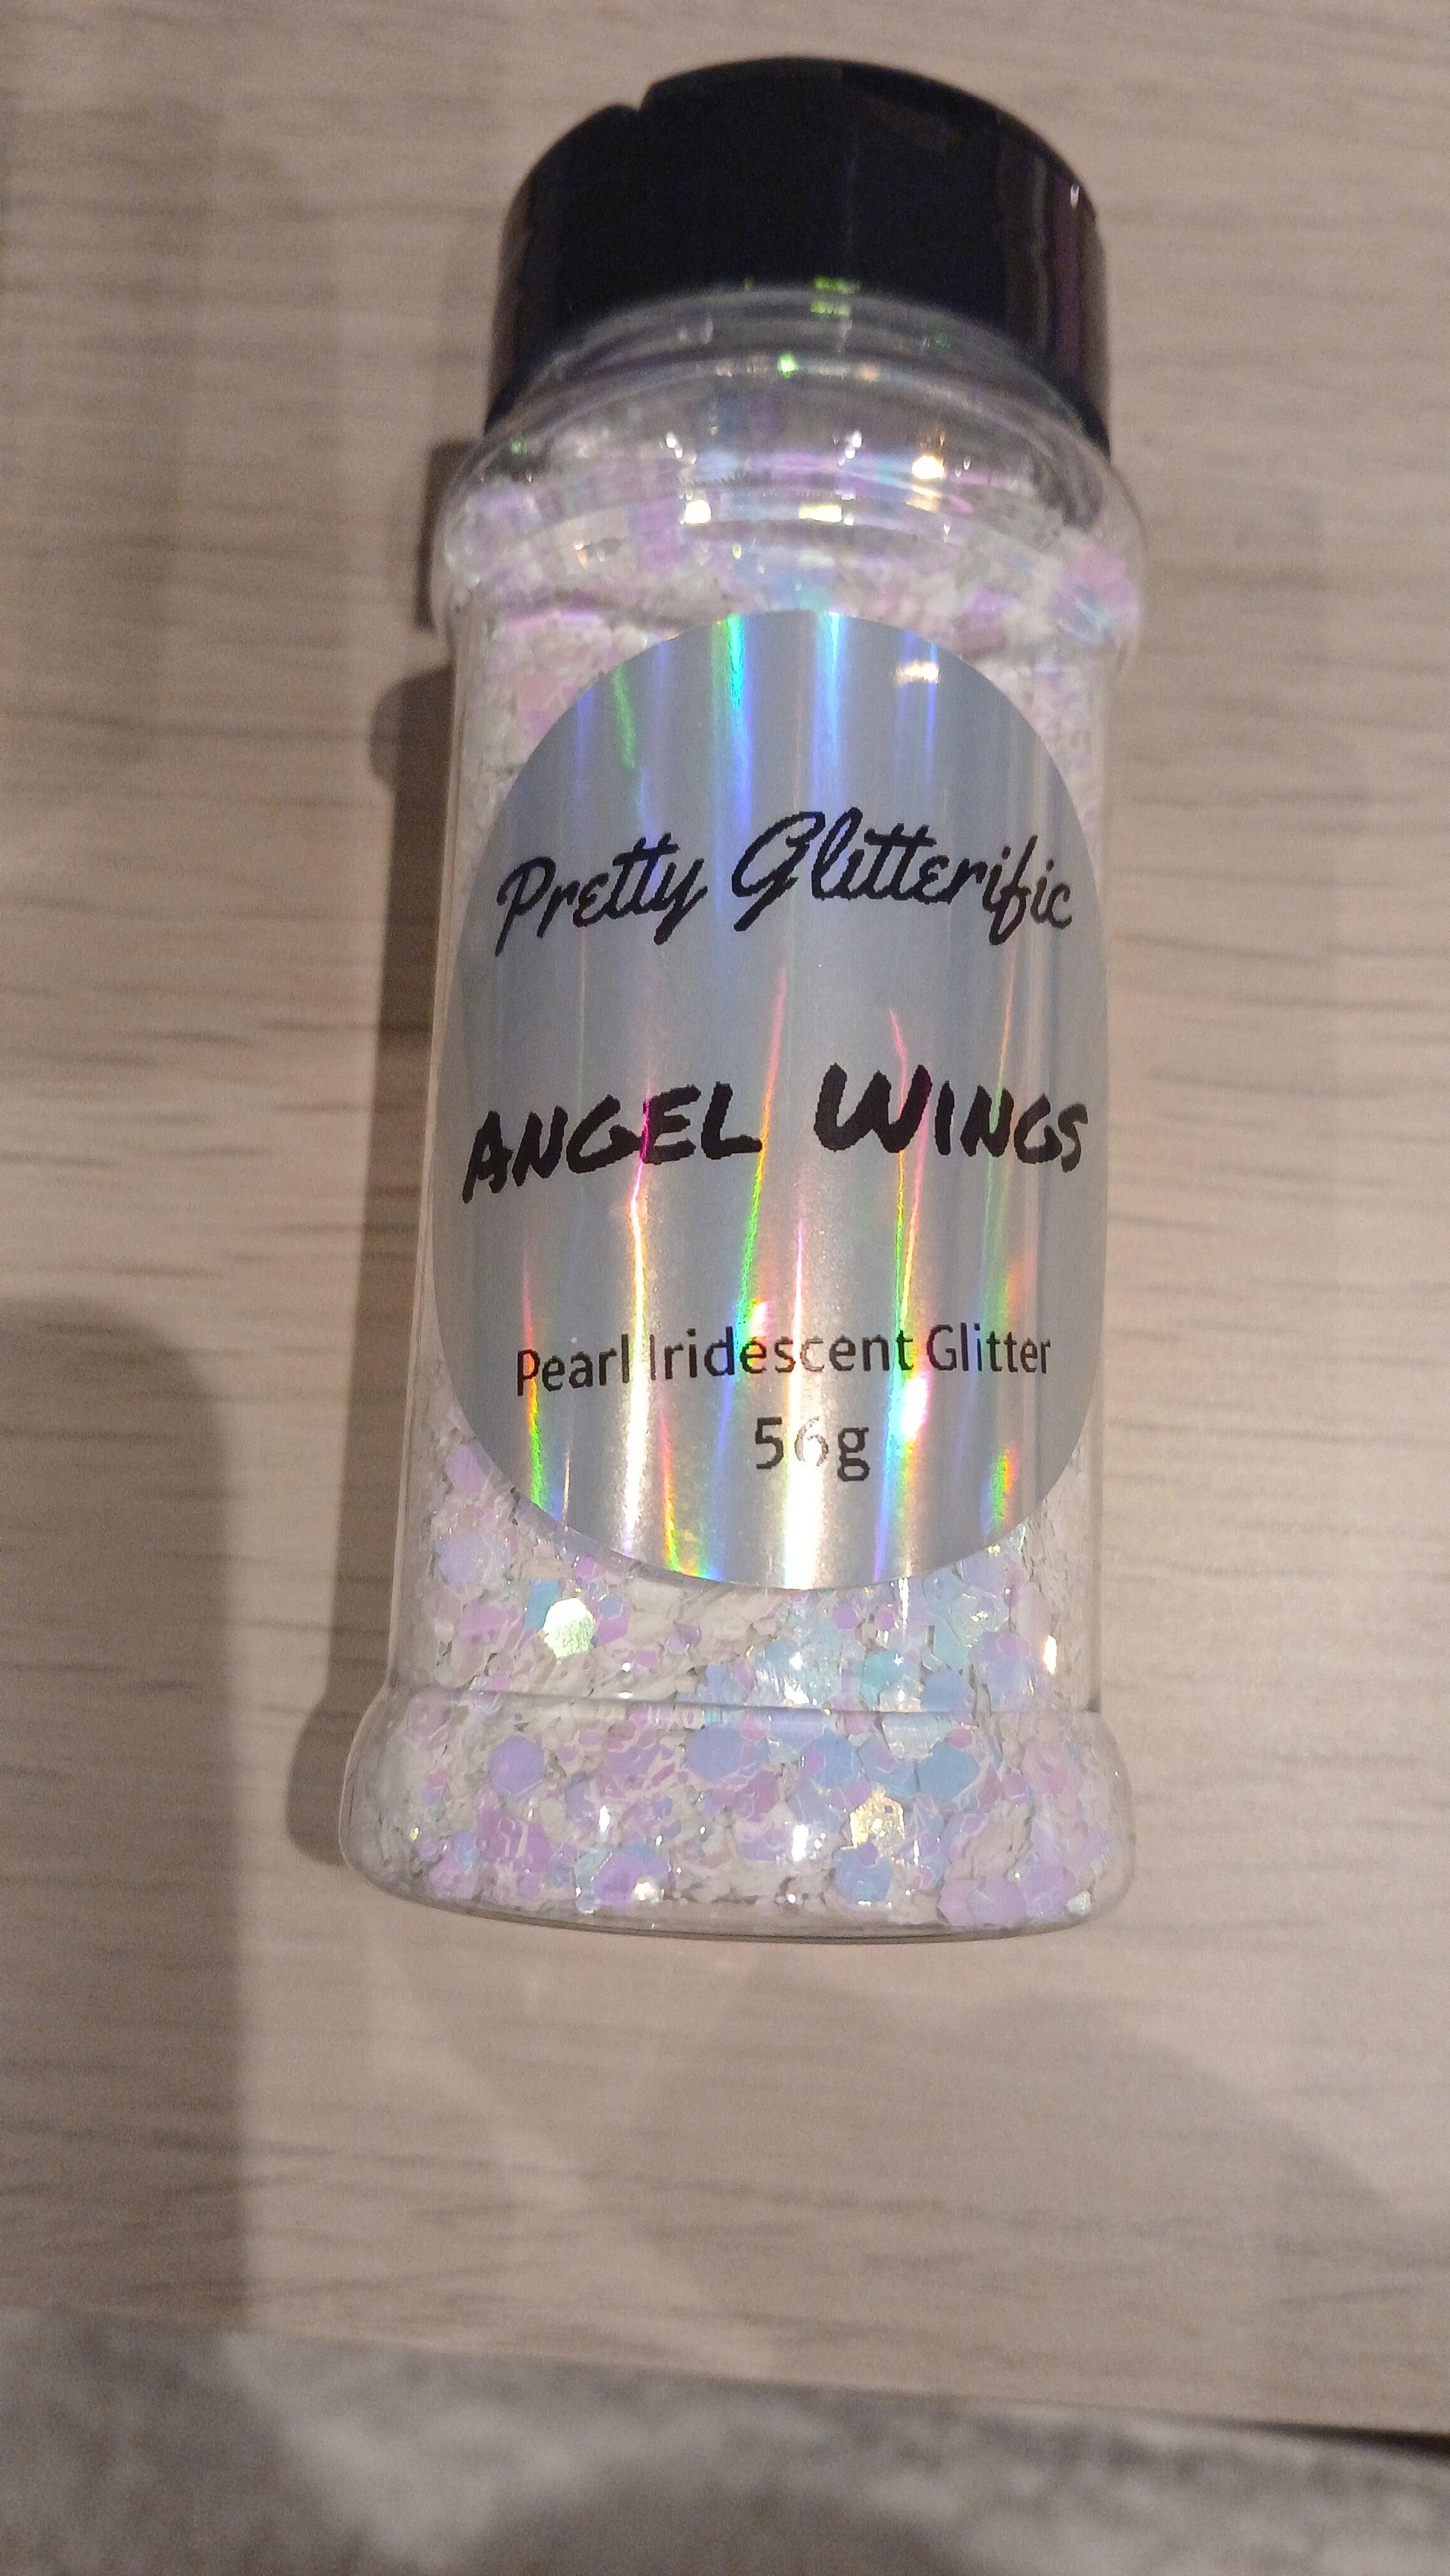 Pretty Glitterific
ANGEL WINGS
Pearl Iridescent Glitter
56g